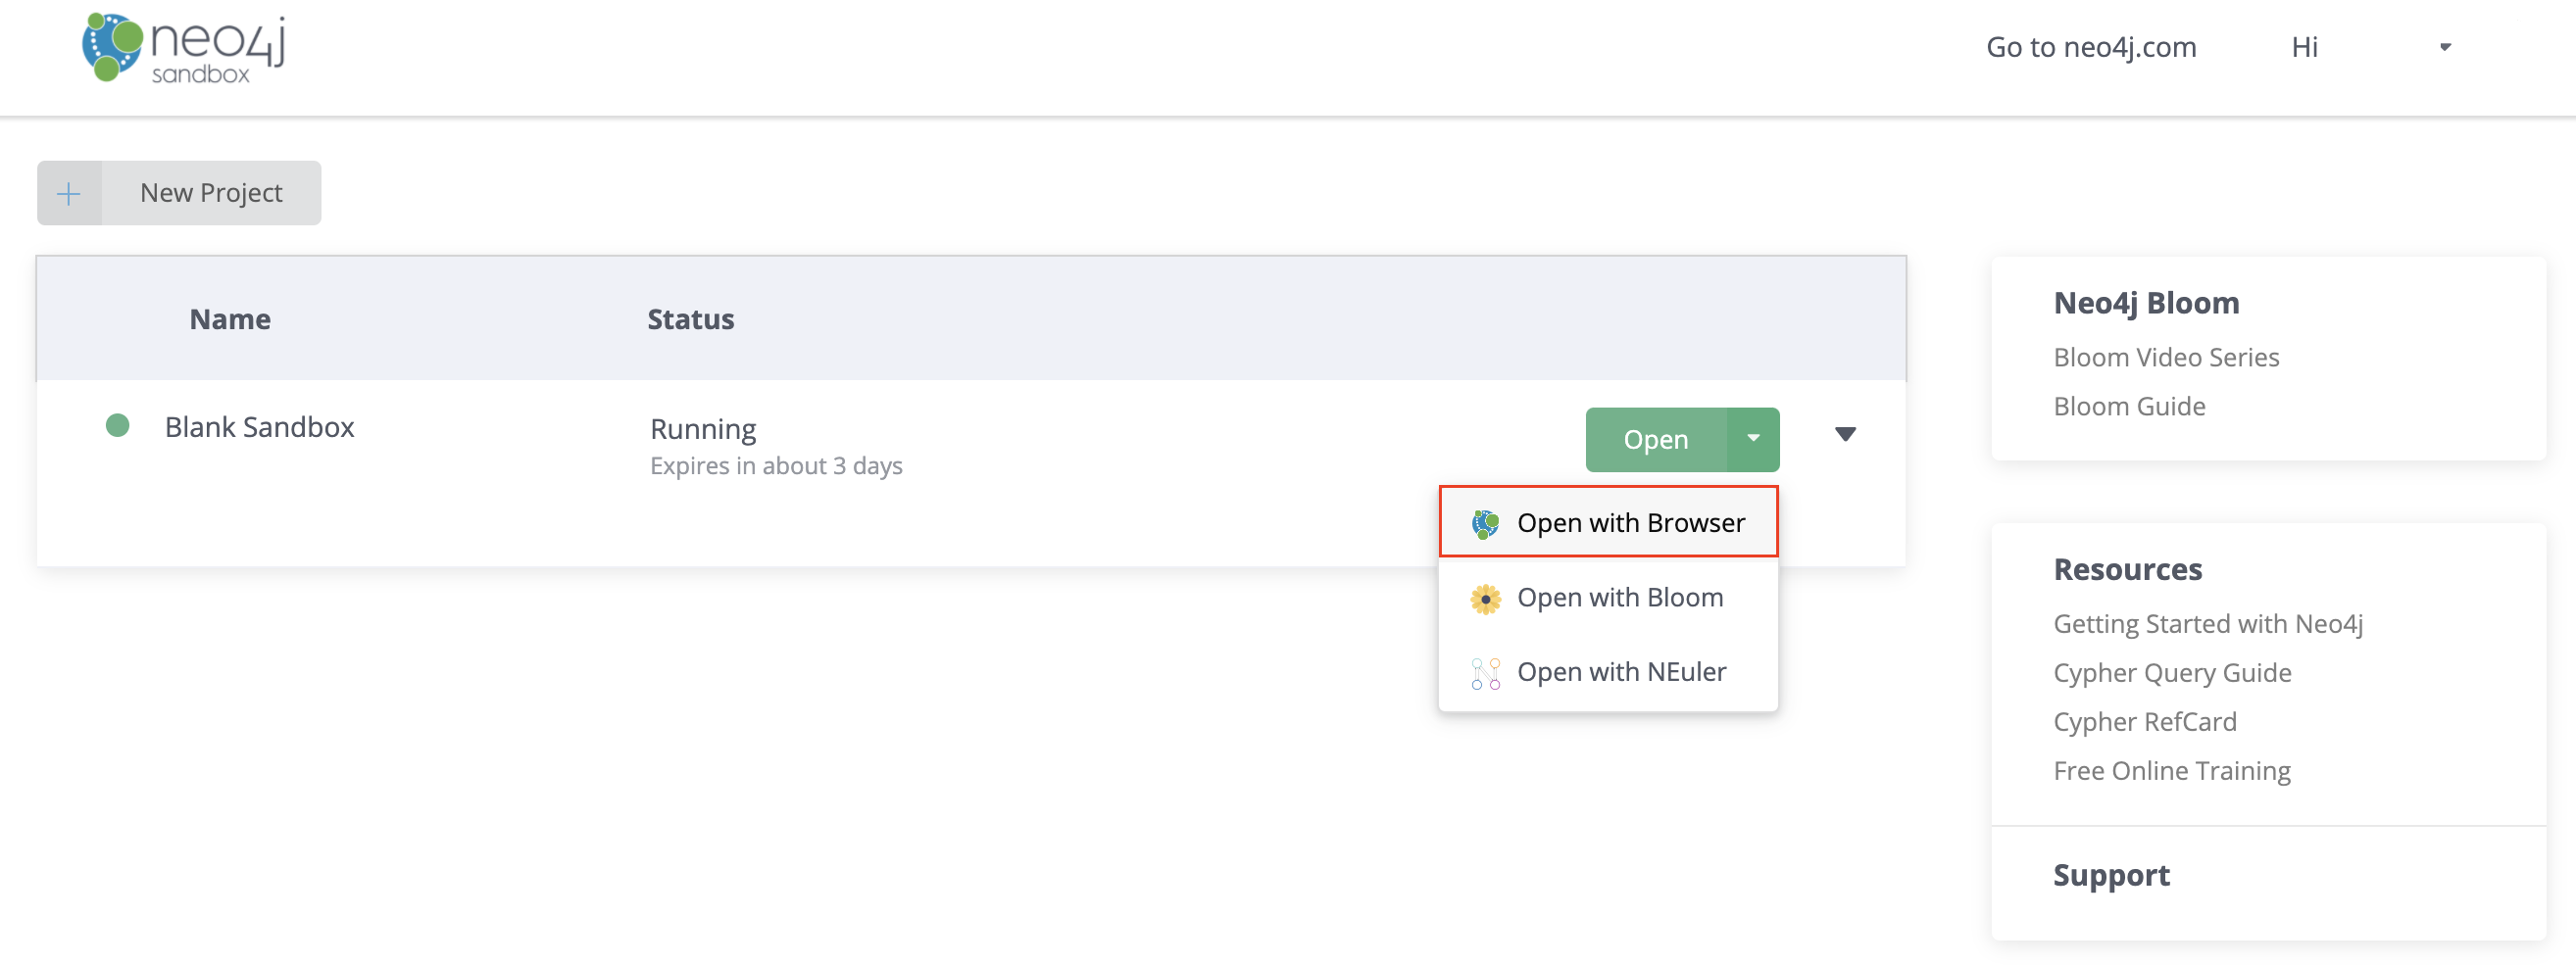 neo4j
sandbox
Go to neo4j.com
Hi
New Project
Name
Status
Blank Sandbox
Running
Expires in about 3 days
Open
Open with Browser
Open with Bloom
Open with NEuler
Neo4j Bloom
Bloom Video Series
Bloom Guide
Resources
Getting Started with Neo4j
Cypher Query Guide
Cypher RefCard
Free Online Training
Support